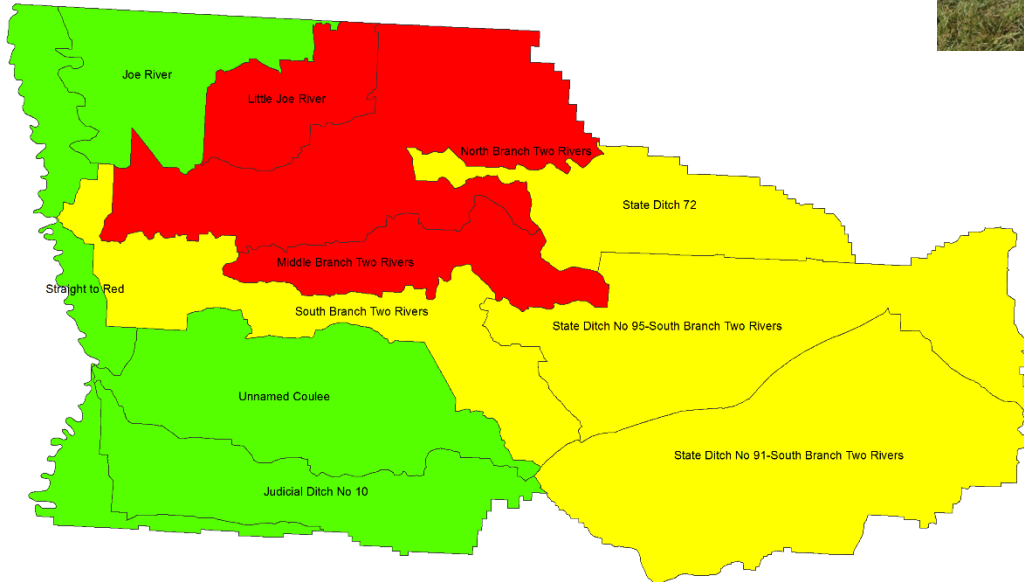 Joe River
Little Joe River
North Branch Two Rivers
State Ditch 72
Middle Branch Two Rivers
Straight to Red
South Branch Two Rivers
State Ditch No 95-South Branch Two Rivers
Unnamed Coulee
State Ditch No 91-South Branch Two Rivers
Judicial Ditch No 10